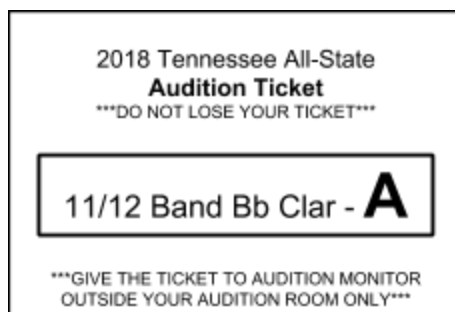 2018 Tennessee All-State
Audition Ticket
***DO NOT LOSE YOUR TICKET***
11/12 Band Bb Clar - A
***GIVE THE TICKET TO AUDITION MONITOR
OUTSIDE YOUR AUDITION ROOM ONLY***